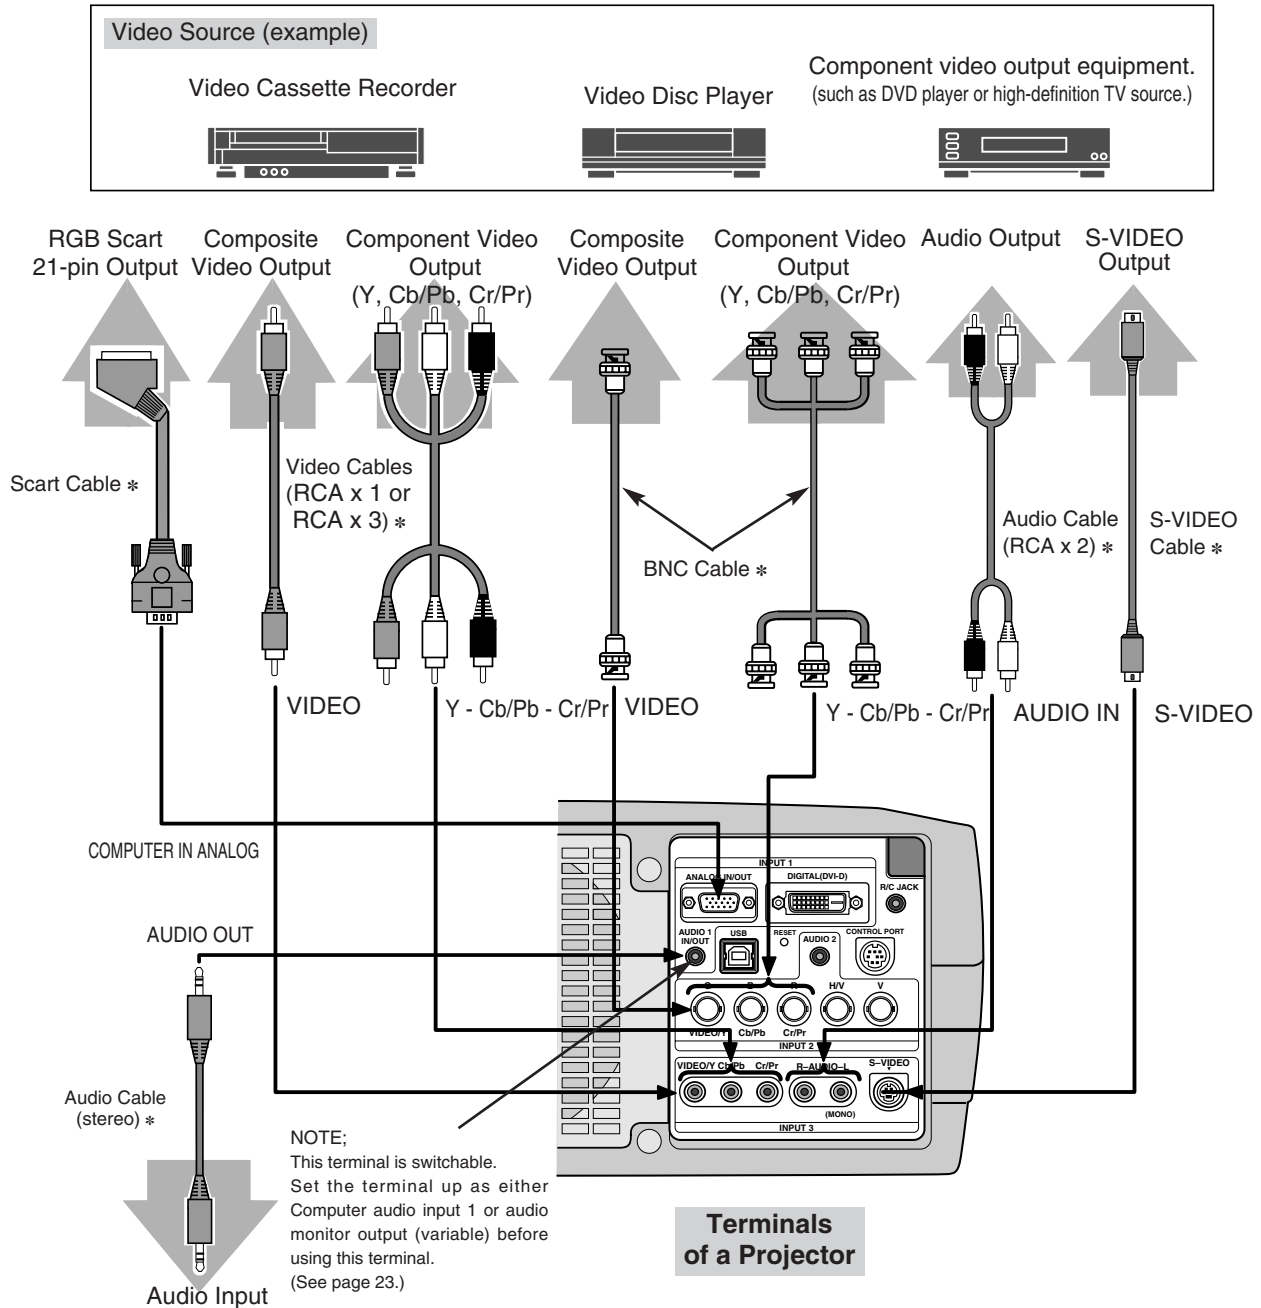 Video Source (example)
Video Cassette Recorder
Video Disc Player
Component video output equipment.
(such as DVD player or high-definition TV source.)
RGB Scart
21-pin Output
Composite
Video Output
Component Video
Output
(Y, Cb/Pb, Cr/Pr)
Composite
Video Output
Component Video
Output
(Y, Cb/Pb, Cr/Pr)
Audio Output
S-VIDEO
Output
Scart Cable *
Video Cables
(RCA x 1 or
RCA x 3) *
BNC Cable *
Audio Cable
(RCA x 2) *
S-VIDEO
Cable *
VIDEO
Y - Cb/Pb - Cr/Pr
VIDEO
Y - Cb/Pb - Cr/Pr
AUDIO IN
S-VIDEO
COMPUTER IN ANALOG
INPUT 1
ANALOG IN/OUT
DIGITAL(DVI-D)
R/C JACK
AUDIO OUT
AUDIO 1
IN/OUT
USB
RESET
AUDIO 2
CONTROL PORT
G
B
R
H/V
V
VIDEO/Y
Cb/Pb
Cr/Pr
INPUT 2
VIDEO/Y Cb/Pb Cr/Pr
R–AUDIO–L
S–VIDEO
(MONO)
INPUT 3
Audio Cable
(stereo) *
NOTE;
This terminal is switchable.
Set the terminal up as either
Computer audio input 1 or audio
monitor output (variable) before
using this terminal.
(See page 23.)
Terminals
of a Projector
Audio Input